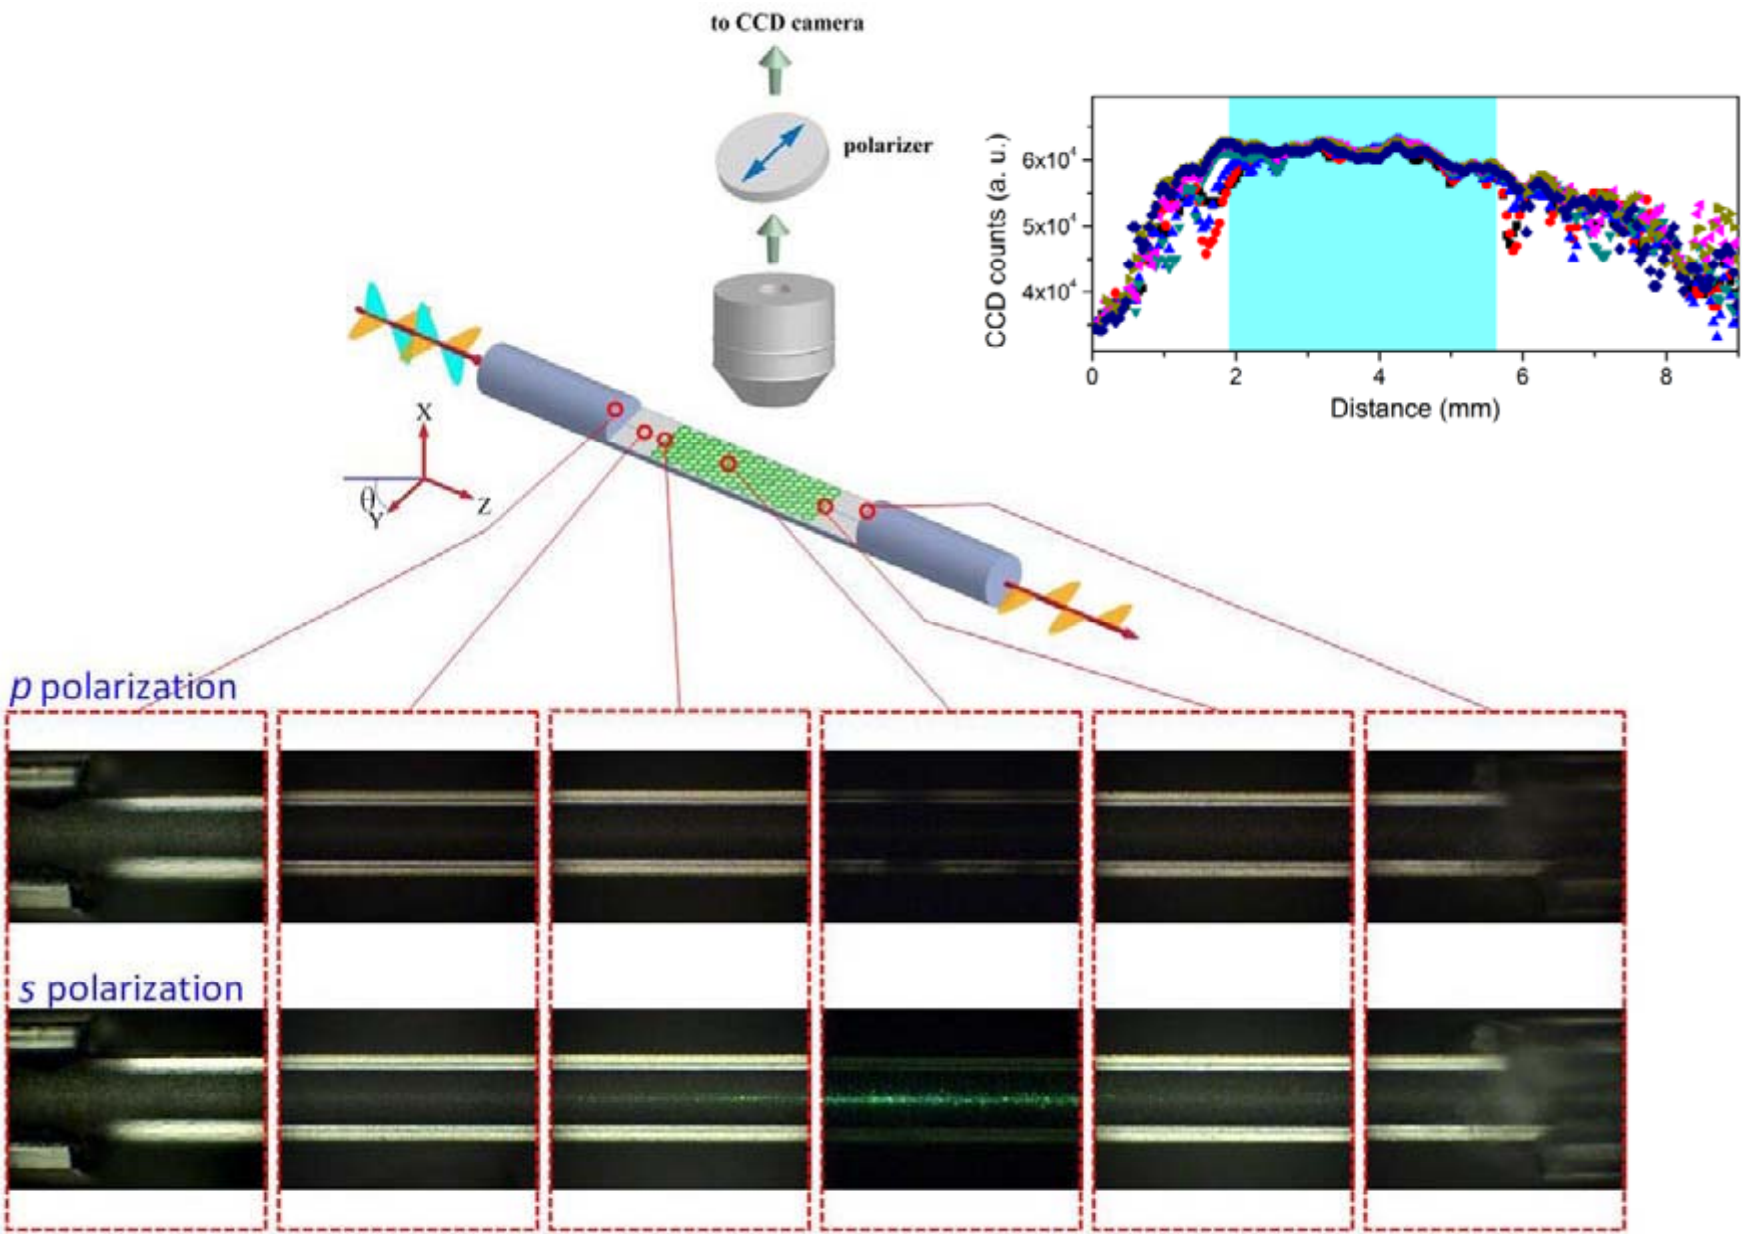 to CCD camera
polarizer
X
θ
Y
Z
CCD counts (a. u.)
6x10⁴
5x10⁴
4x10⁴
0
2
4
6
8
Distance (mm)
p polarization
s polarization